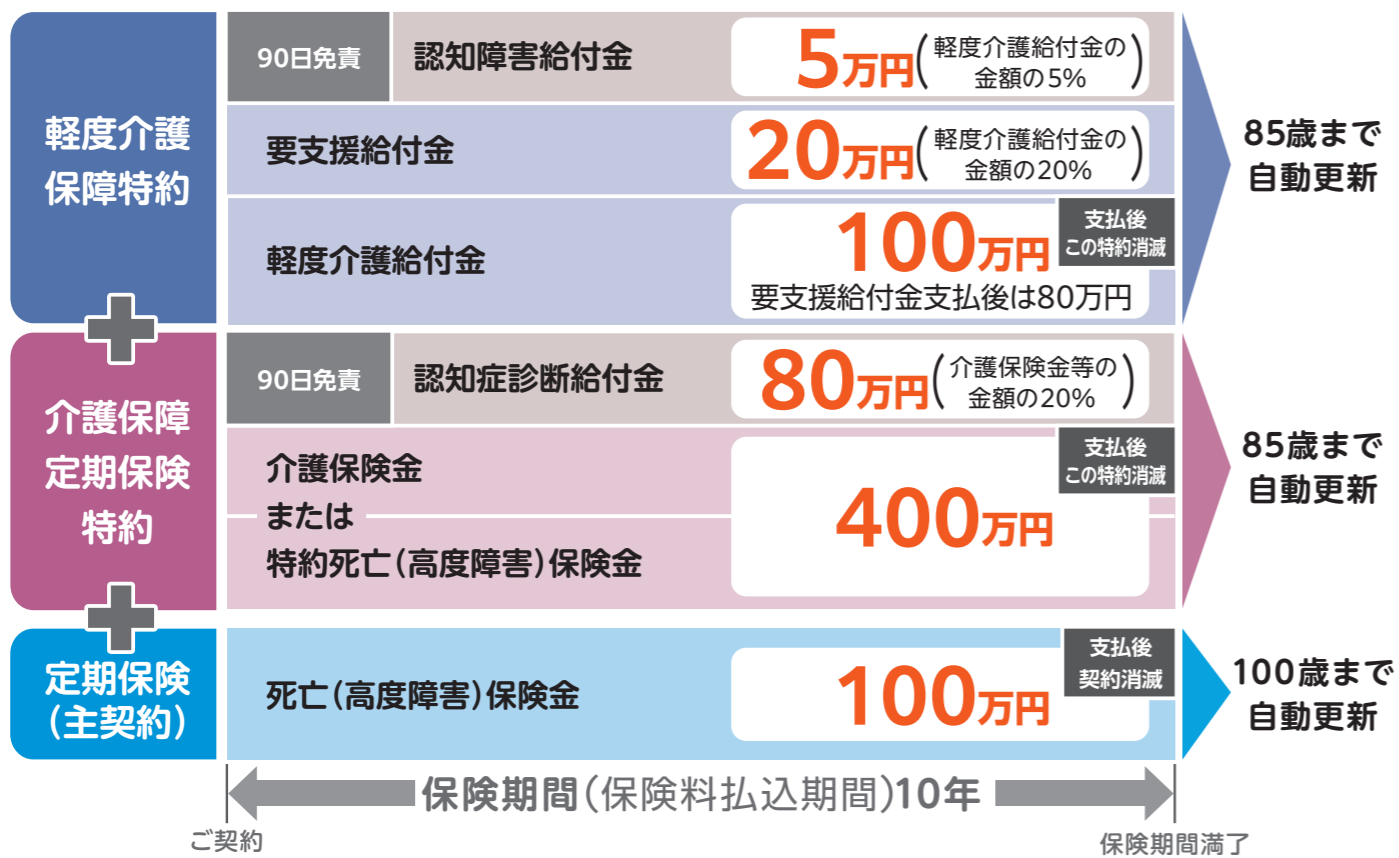 軽度介護
保障特約
90日免責
認知障害給付金
5万円(軽度介護給付金の
金額の5%)
要支援給付金
20万円(軽度介護給付金の
金額の20%)
軽度介護給付金
100万円
支払後
この特約消滅
要支援給付金支払後は80万円
85歳まで
自動更新
介護保障
定期保険
特約
90日免責
認知症診断給付金
80万円(介護保険金等の
金額の20%)
介護保険金
または
特約死亡(高度障害)保険金
400万円
支払後
この特約消滅
85歳まで
自動更新
定期保険
(主契約)
死亡(高度障害)保険金
100万円
支払後
契約消滅
100歳まで
自動更新
保険期間(保険料払込期間)10年
ご契約
保険期間満了